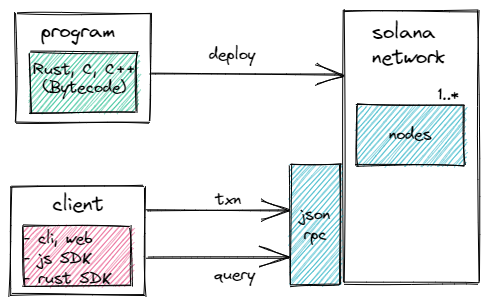 program
Rust, C, C++
(Bytecode)
deploy
solana
network
1..*
nodes
client
- cli, web
- js SDK
- rust SDK
txn
query
json
rpc